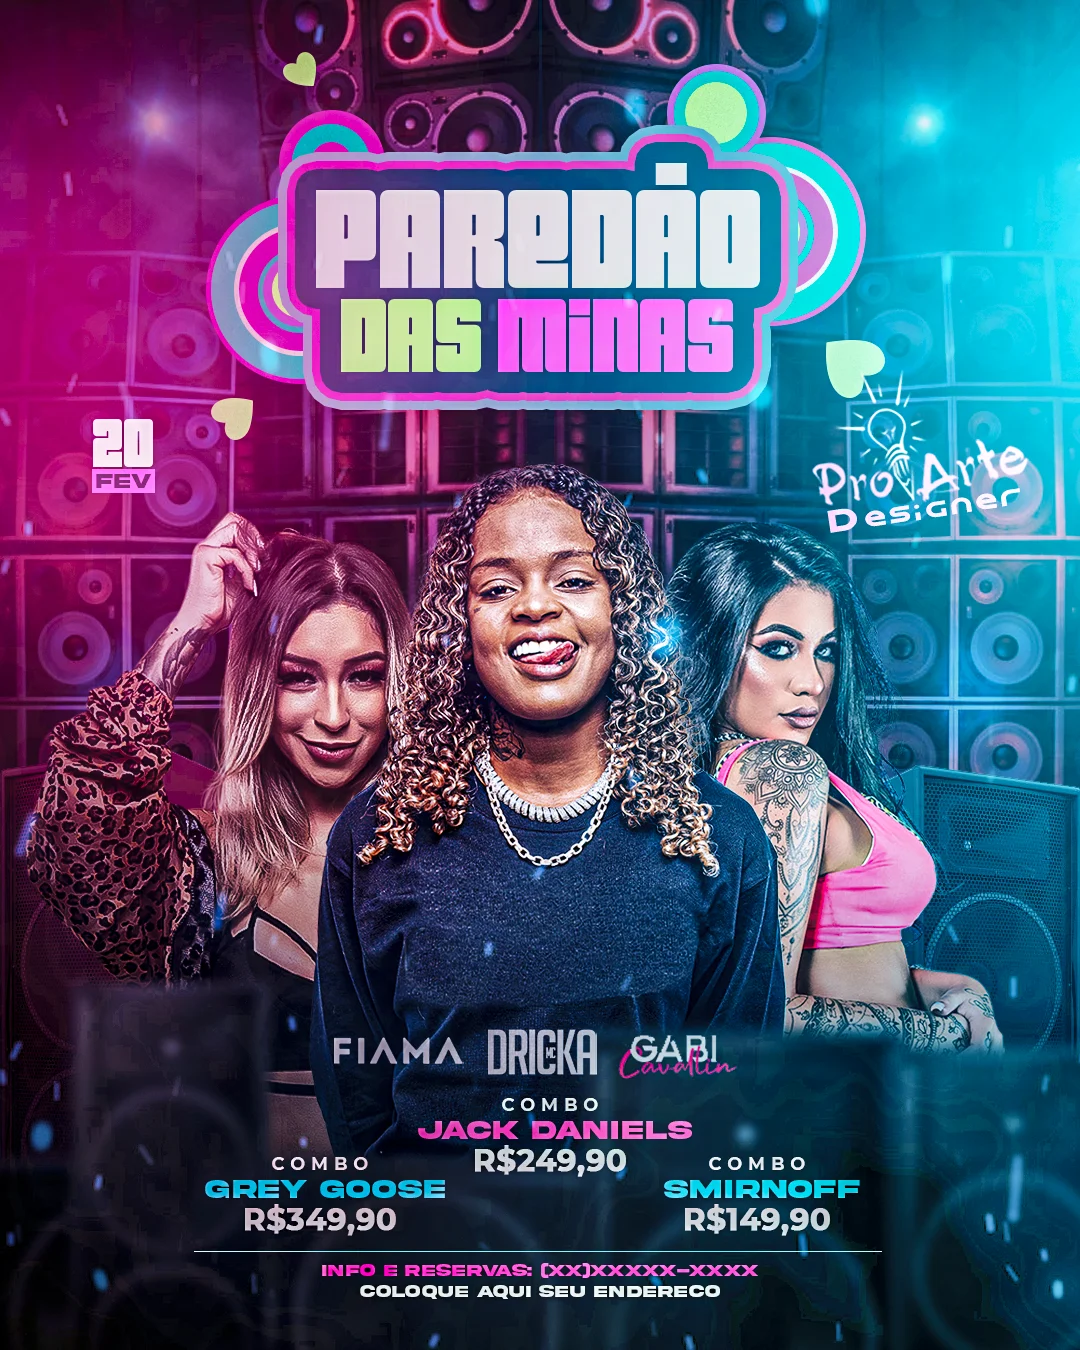 PAREDÃO
DAS MINAS
20
FEV
Pro Arte
Designer
FIAMA
DRICKA
MC
GABI
Cavallin
COMBO
JACK DANIELS
R$249,90
COMBO
GREY GOOSE
R$349,90
COMBO
SMIRNOFF
R$149,90
INFO E RESERVAS: (XX)XXXXX-XXXX
COLOQUE AQUI SEU ENDERECO